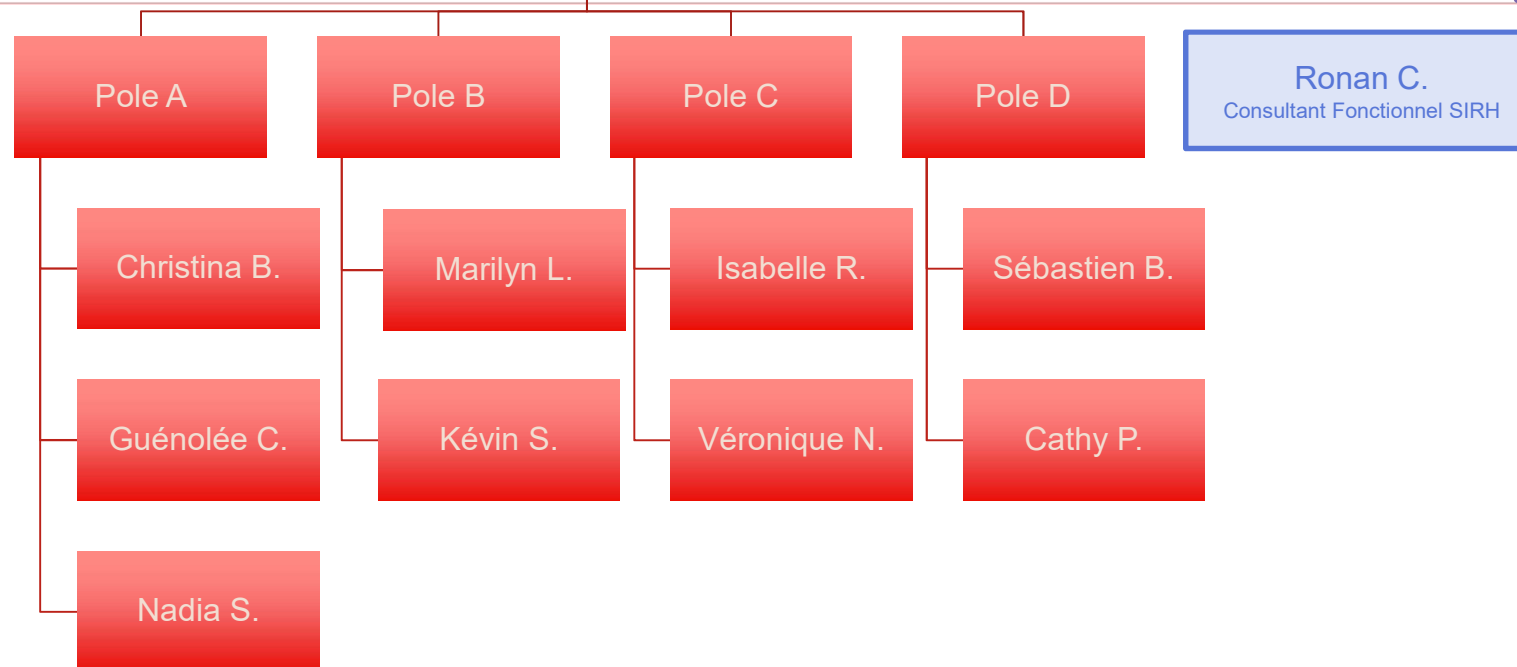 Pole A
Pole B
Pole C
Pole D
Ronan C.
Consultant Fonctionnel SIRH
Christina B.
Marilyn L.
Isabelle R.
Sébastien B.
Guénolée C.
Kévin S.
Véronique N.
Cathy P.
Nadia S.